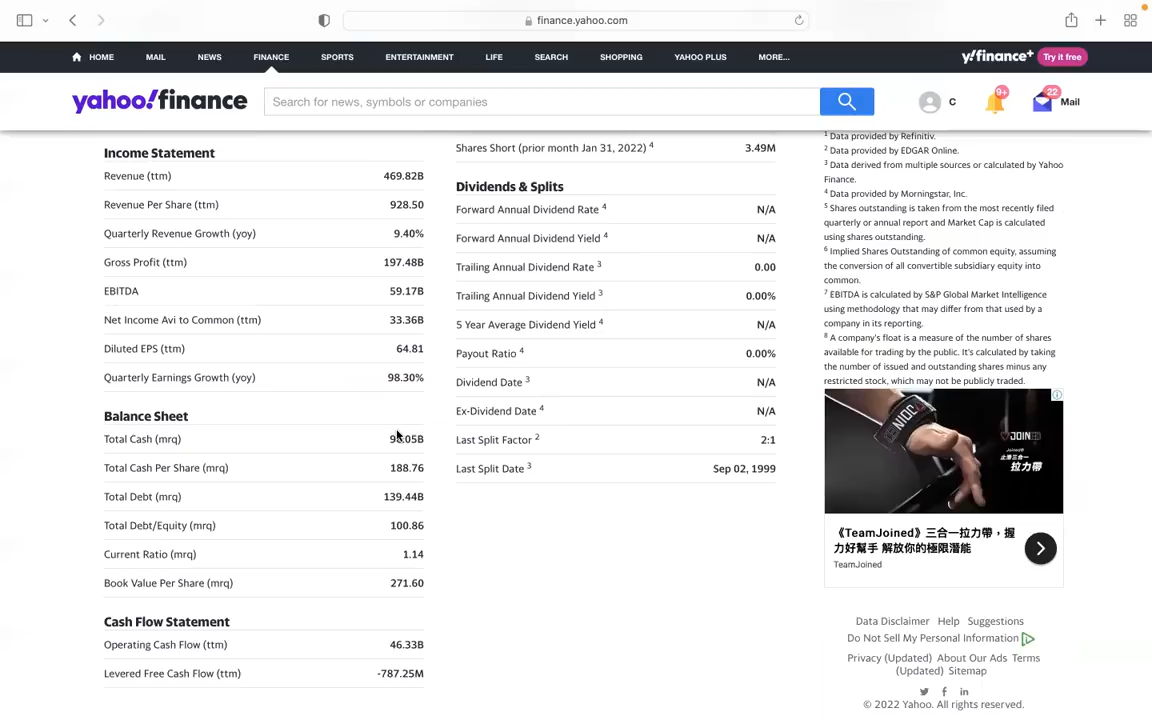 finance.yahoo.com
HOME MAIL NEWS FINANCE SPORTS ENTERTAINMENT LIFE SEARCH SHOPPING YAHOO PLUS MORE... y!finance+ Try it free
yahoo!finance Search for news, symbols or companies C 9+ 22 Mail
Income Statement
Revenue (ttm) 469.82B
Revenue Per Share (ttm) 928.50
Quarterly Revenue Growth (yoy) 9.40%
Gross Profit (ttm) 197.48B
EBITDA 59.17B
Net Income Avi to Common (ttm) 33.36B
Diluted EPS (ttm) 64.81
Quarterly Earnings Growth (yoy) 98.30%
Balance Sheet
Total Cash (mrq)
Total Cash Per Share (mrq) 188.76
Total Debt (mrq) 139.44B
Total Debt/Equity (mrq) 100.86
Current Ratio (mrq) 1.14
Book Value Per Share (mrq) 271.60
Cash Flow Statement
Operating Cash Flow (ttm) 46.33B
Levered Free Cash Flow (ttm) -787.25M
Shares Short (prior month Jan 31, 2022) 4 3.49M
Dividends & Splits
Forward Annual Dividend Rate 4 N/A
Forward Annual Dividend Yield 4 N/A
Trailing Annual Dividend Rate 3 0.00
Trailing Annual Dividend Yield 3 0.00%
5 Year Average Dividend Yield 4 N/A
Payout Ratio 4 0.00%
Dividend Date 3 N/A
Ex-Dividend Date 4 N/A
Last Split Factor 2 2:1
Last Split Date 3 Sep 02, 1999
1 Data provided by Refinitiv.
2 Data provided by EDGAR Online.
3 Data derived from multiple sources or calculated by Yahoo
Finance.
4 Data provided by Morningstar, Inc.
5 Shares outstanding is taken from the most recently filed
quarterly or annual report and Market Cap is calculated
using shares outstanding.
6 Implied Shares Outstanding of common equity, assuming
the conversion of all convertible subsidiary equity into
common.
7 EBITDA is calculated by S&P Global Market Intelligence
using methodology that may differ from that used by a
company in its reporting.
8 A company's float is a measure of the number of shares
available for trading by the public. It's calculated by taking
the number of issued and outstanding shares minus any
restricted stock, which may not be publicly traded.
JOIN
三合一
拉力帶
《TeamJoined》三合一拉力帶，握
力好幫手 解放你的極限潛能
TeamJoined
Data Disclaimer Help Suggestions
Do Not Sell My Personal Information
Privacy (Updated) About Our Ads Terms
(Updated) Sitemap
© 2022 Yahoo. All rights reserved.